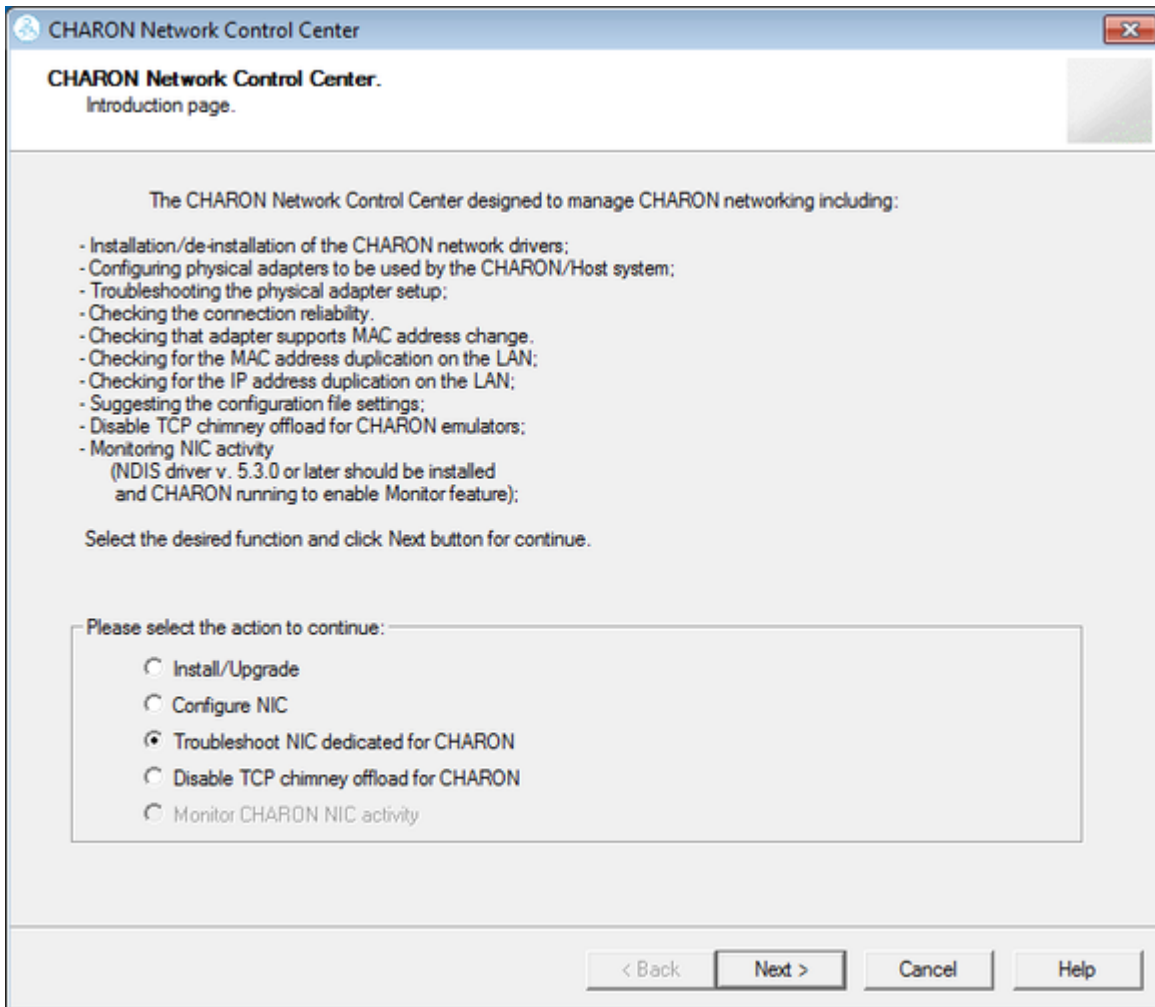 CHARON Network Control Center
CHARON Network Control Center.
Introduction page.
The CHARON Network Control Center designed to manage CHARON networking including:
- Installation/de-installation of the CHARON network drivers;
- Configuring physical adapters to be used by the CHARON/Host system;
- Troubleshooting the physical adapter setup;
- Checking the connection reliability.
- Checking that adapter supports MAC address change.
- Checking for the MAC address duplication on the LAN;
- Checking for the IP address duplication on the LAN;
- Suggesting the configuration file settings;
- Disable TCP chimney offload for CHARON emulators;
- Monitoring NIC activity
(NDIS driver v. 5.3.0 or later should be installed
and CHARON running to enable Monitor feature);
Select the desired function and click Next button for continue.
Please select the action to continue:
Install/Upgrade
Configure NIC
Troubleshoot NIC dedicated for CHARON
Disable TCP chimney offload for CHARON
Monitor CHARON NIC activity
< Back Next > Cancel Help